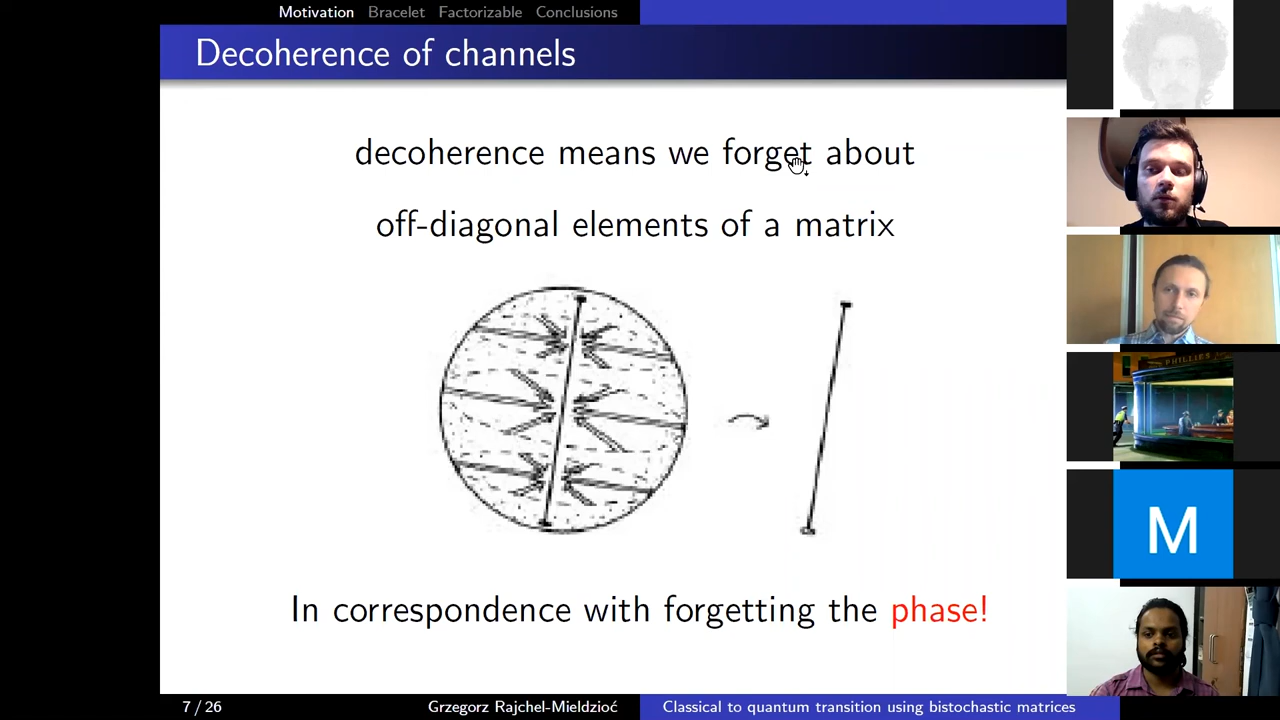 Motivation Bracelet Factorizable Conclusions
Decoherence of channels
decoherence means we forget about
off-diagonal elements of a matrix
In correspondence with forgetting the phase!
7 / 26 Grzegorz Rajchel-Mieldzioć Classical to quantum transition using bistochastic matrices
PHILLIES
M